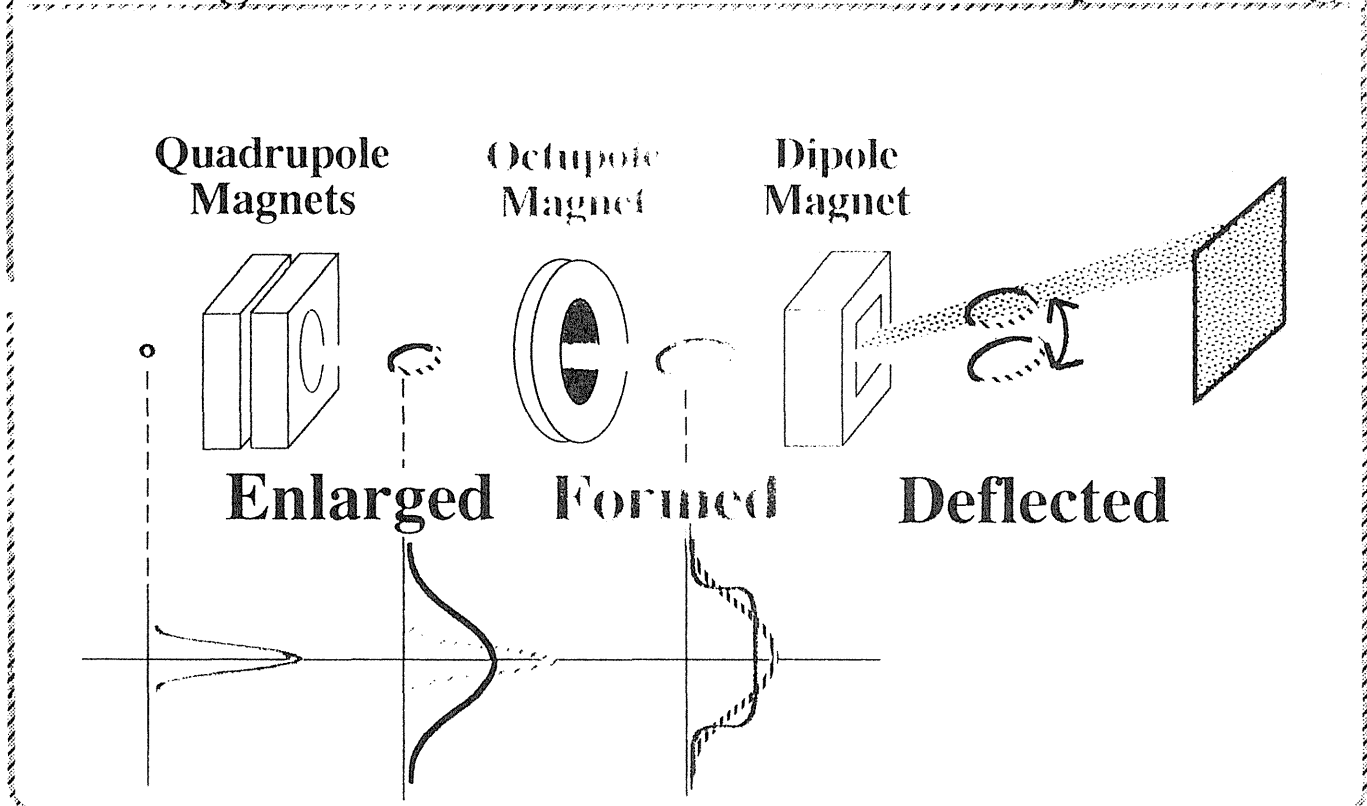 Quadrupole
Magnets
Octupole
Magnet
Dipole
Magnet
Enlarged
Formed
Deflected